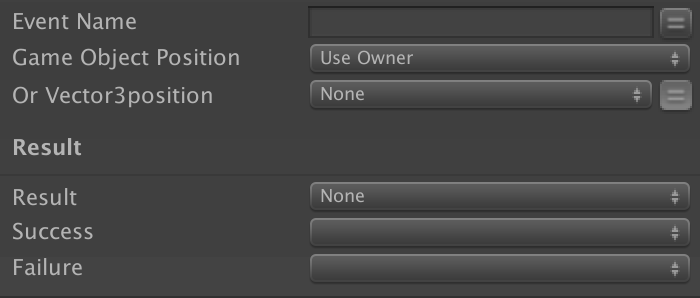 Event Name
Game Object Position Use Owner
Or Vector3position None
Result
Result None
Success
Failure